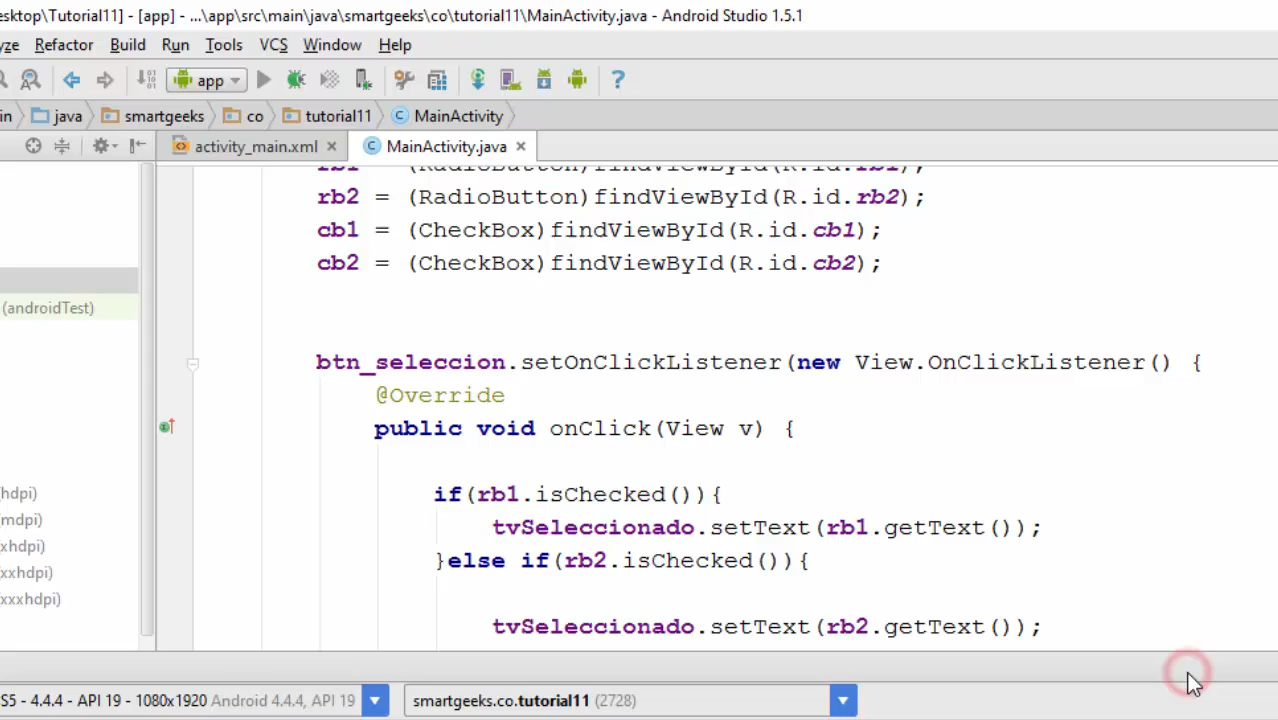 esktop\Tutorial11] - [app] - ...\app\src\main\java\smartgeeks\co\tutorial11\MainActivity.java - Android Studio 1.5.1
yze Refactor Build Run Tools VCS Window Help
app
in java smartgeeks co tutorial11 MainActivity
activity_main.xml MainActivity.java
rb1 = (RadioButton)findViewById(R.id.rb1);
rb2 = (RadioButton)findViewById(R.id.rb2);
cb1 = (CheckBox)findViewById(R.id.cb1);
cb2 = (CheckBox)findViewById(R.id.cb2);
(androidTest)
btn_seleccion.setOnClickListener(new View.OnClickListener() {
@Override
public void onClick(View v) {
if(rb1.isChecked()){
(hdpi)
(mdpi)
tvSeleccionado.setText(rb1.getText());
(xhdpi)
}else if(rb2.isChecked()){
(xxhdpi)
(xxxhdpi)
tvSeleccionado.setText(rb2.getText());
S5 - 4.4.4 - API 19 - 1080x1920 Android 4.4.4, API 19 smartgeeks.co.tutorial11 (2728)